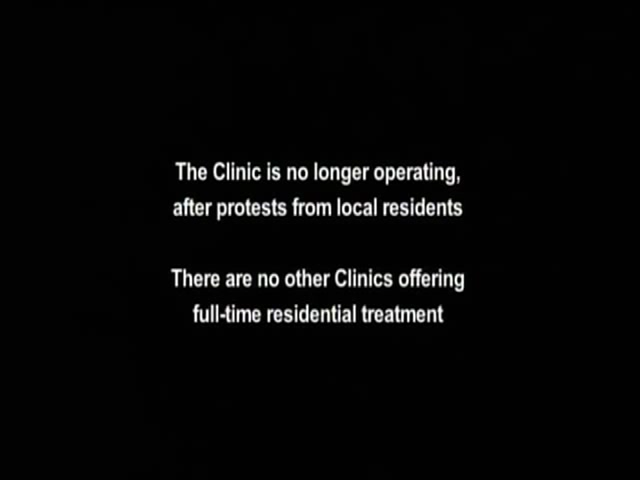 The Clinic is no longer operating,
after protests from local residents
There are no other Clinics offering
full-time residential treatment